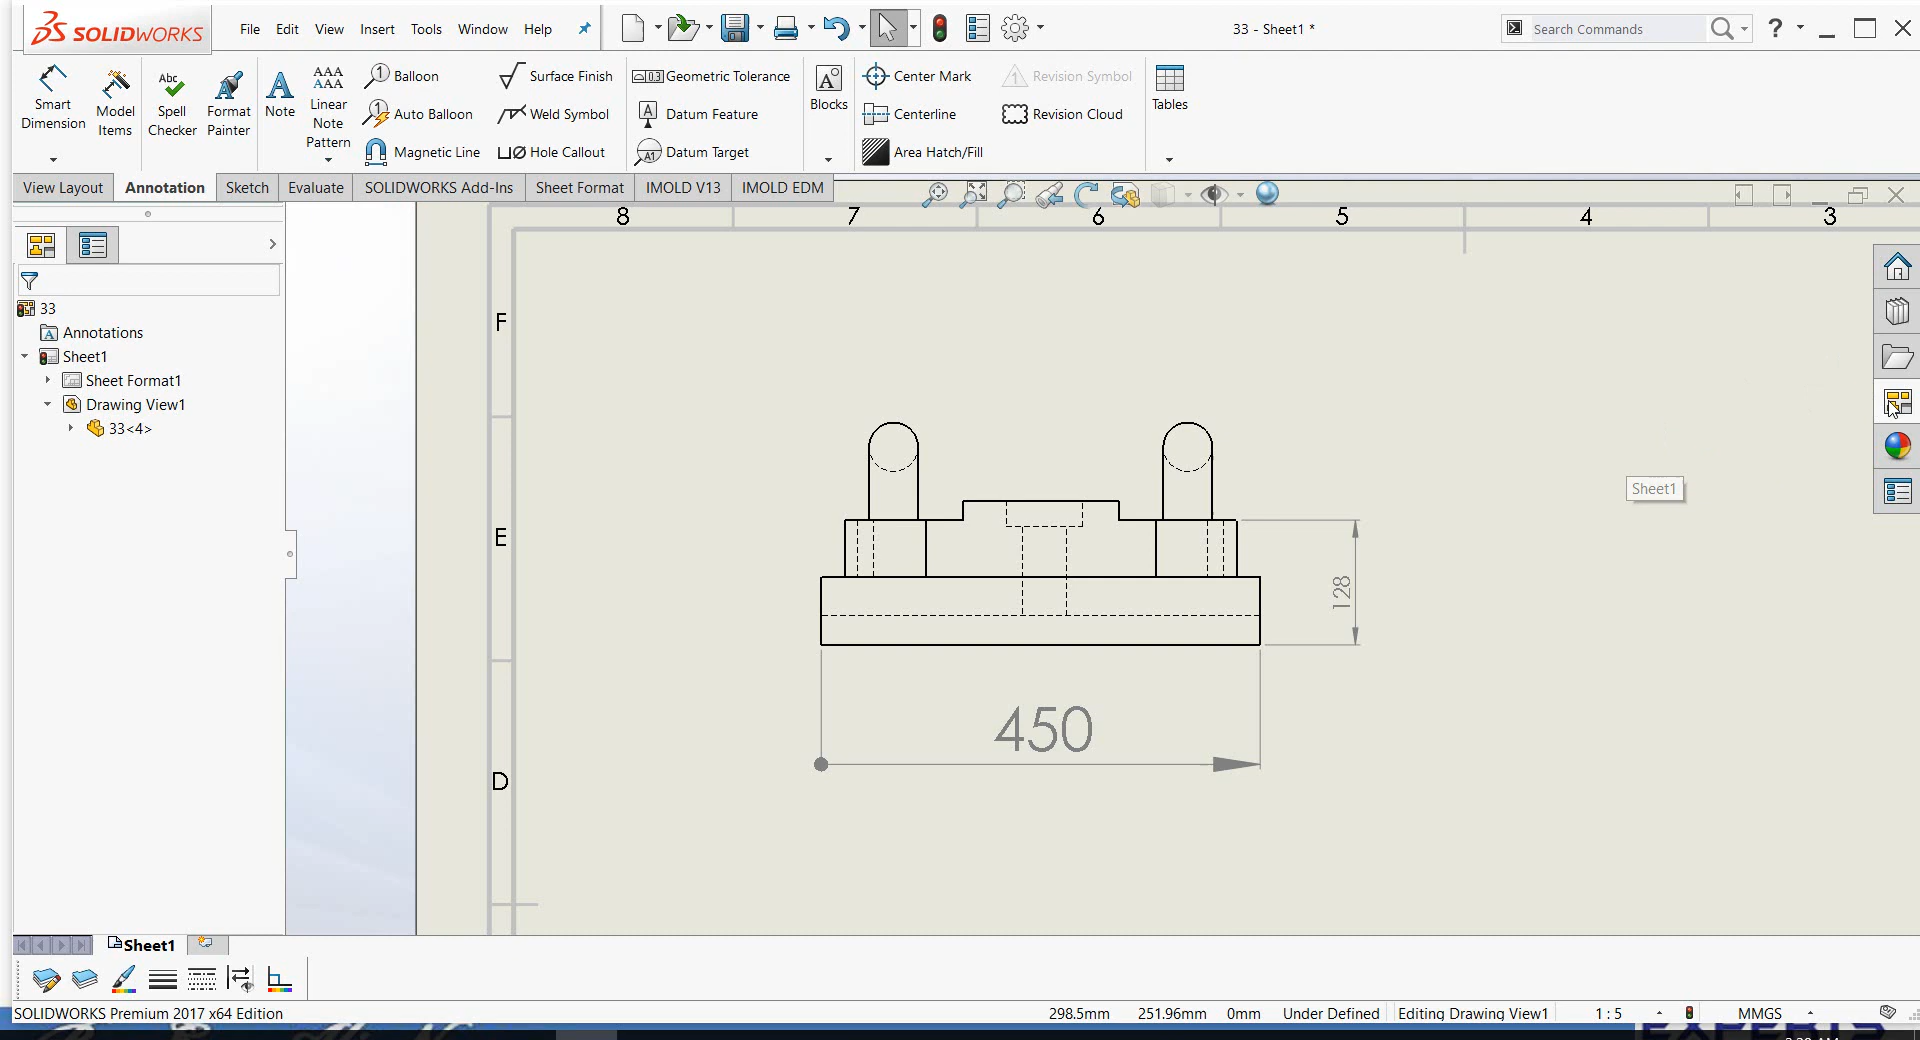 SOLIDWORKS
File Edit View Insert Tools Window Help
33 - Sheet1 *
Search Commands
?
Smart Dimension
Model Items
Abc
Spell Checker
Format Painter
A
Note
AAA
AAA
Linear Note Pattern
Balloon
Auto Balloon
Magnetic Line
Surface Finish
Weld Symbol
Hole Callout
Geometric Tolerance
Datum Feature
Datum Target
Blocks
Center Mark
Centerline
Area Hatch/Fill
Revision Symbol
Revision Cloud
Tables
View Layout Annotation Sketch Evaluate SOLIDWORKS Add-Ins Sheet Format IMOLD V13 IMOLD EDM
8 7 6 5 4 3
33
Annotations
Sheet1
Sheet Format1
Drawing View1
33<4>
F
E
D
Sheet1
128
450
Sheet1
SOLIDWORKS Premium 2017 x64 Edition
298.5mm 251.96mm 0mm Under Defined Editing Drawing View1 1 : 5 MMGS